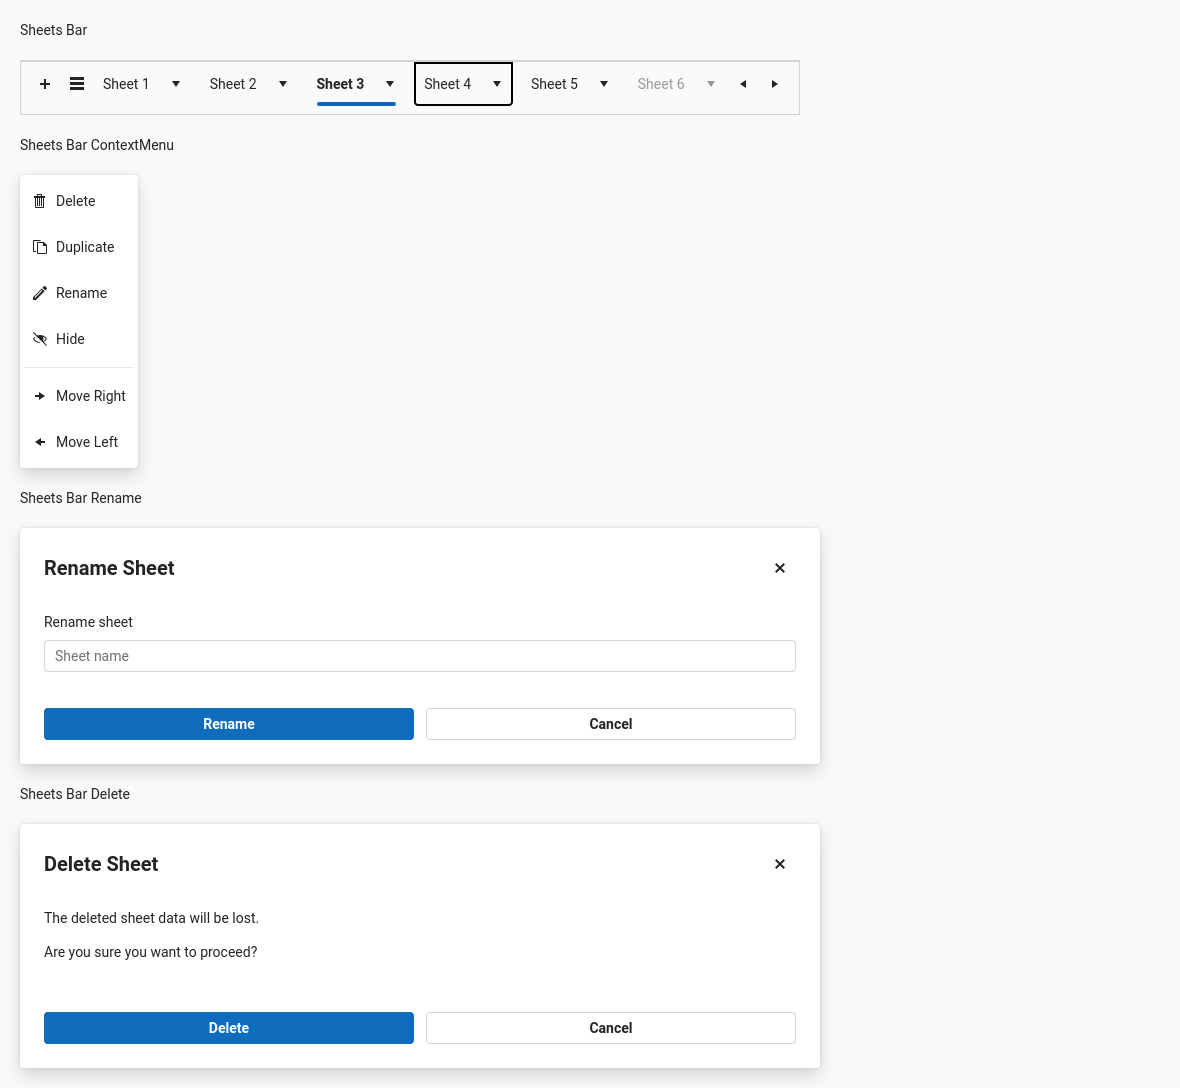 Sheets Bar
Sheet 1 Sheet 2 Sheet 3 Sheet 4 Sheet 5 Sheet 6
Sheets Bar ContextMenu
Delete
Duplicate
Rename
Hide
Move Right
Move Left
Sheets Bar Rename
Rename Sheet
Rename sheet
Sheet name
Rename Cancel
Sheets Bar Delete
Delete Sheet
The deleted sheet data will be lost.
Are you sure you want to proceed?
Delete Cancel